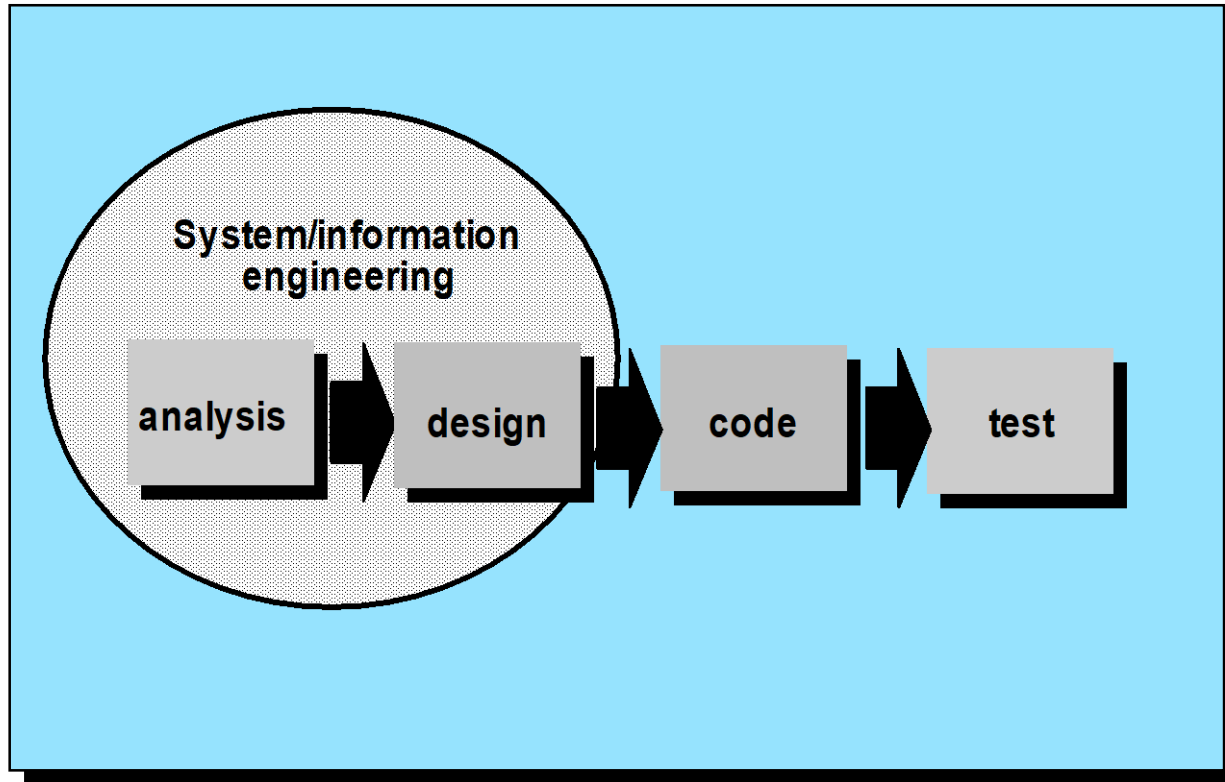 System/information
engineering
analysis
design
code
test